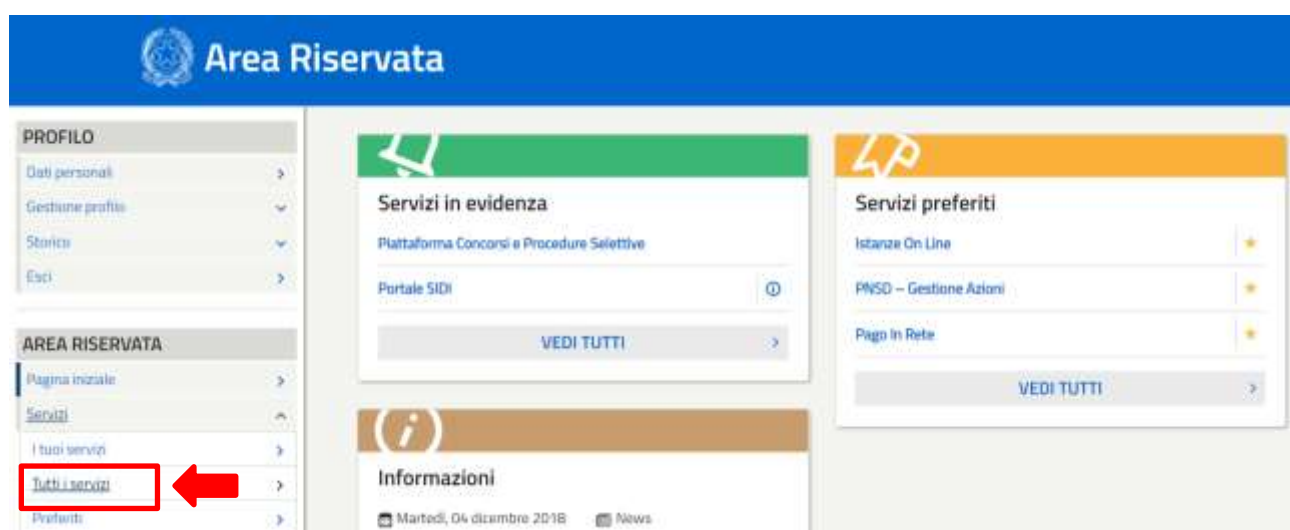 Area Riservata
PROFILO
Dati personali
Gestione profilo
Storico
Esci
AREA RISERVATA
Pagina iniziale
Servizi
I tuoi servizi
Tutti i servizi
Preferiti
Servizi in evidenza
Piattaforma Concorsi e Procedure Selettive
Portale SIDI
VEDI TUTTI
Informazioni
Martedì, 04 dicembre 2018 News
Servizi preferiti
Istanze On Line
PNSD – Gestione Azioni
Pago In Rete
VEDI TUTTI